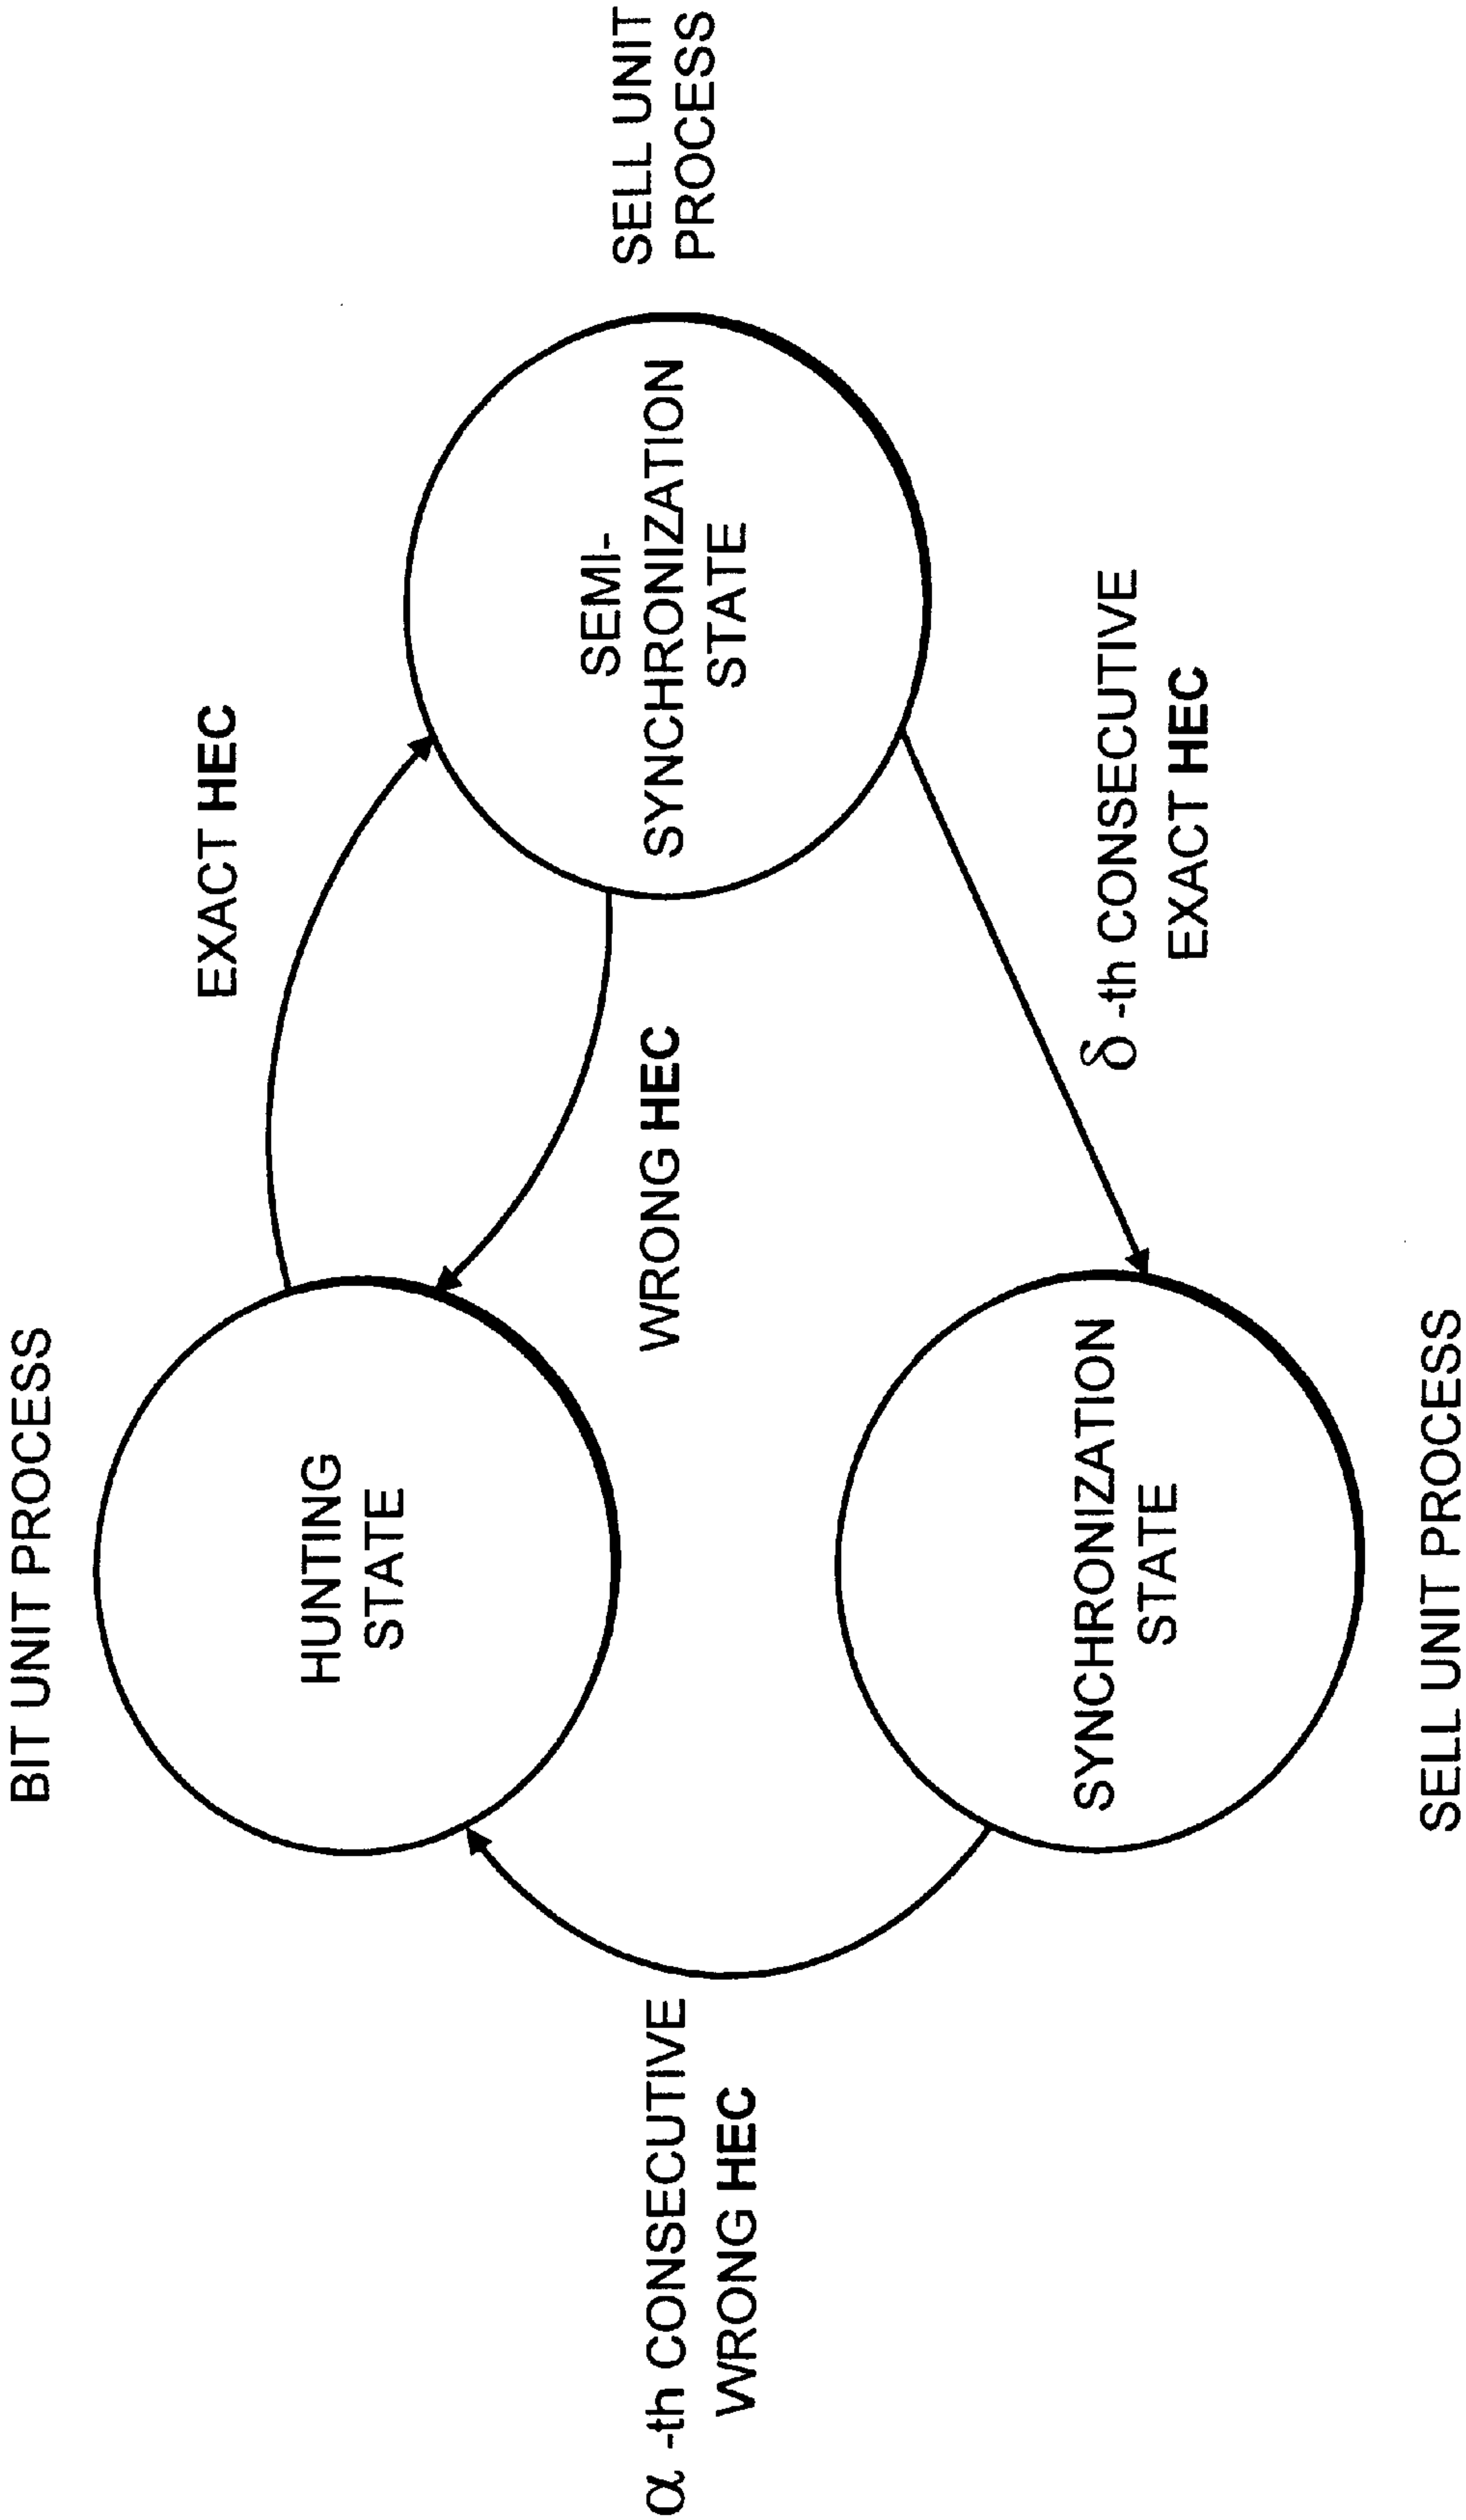 BIT UNIT PROCESS
HUNTING
STATE
EXACT HEC
α -th CONSECUTIVE
WRONG HEC
WRONG HEC
SEMI-
SYNCHRONIZATION
STATE
SELL UNIT
PROCESS
SYNCHRONIZATION
STATE
δ -th CONSECUTIVE
EXACT HEC
SELL UNIT PROCESS